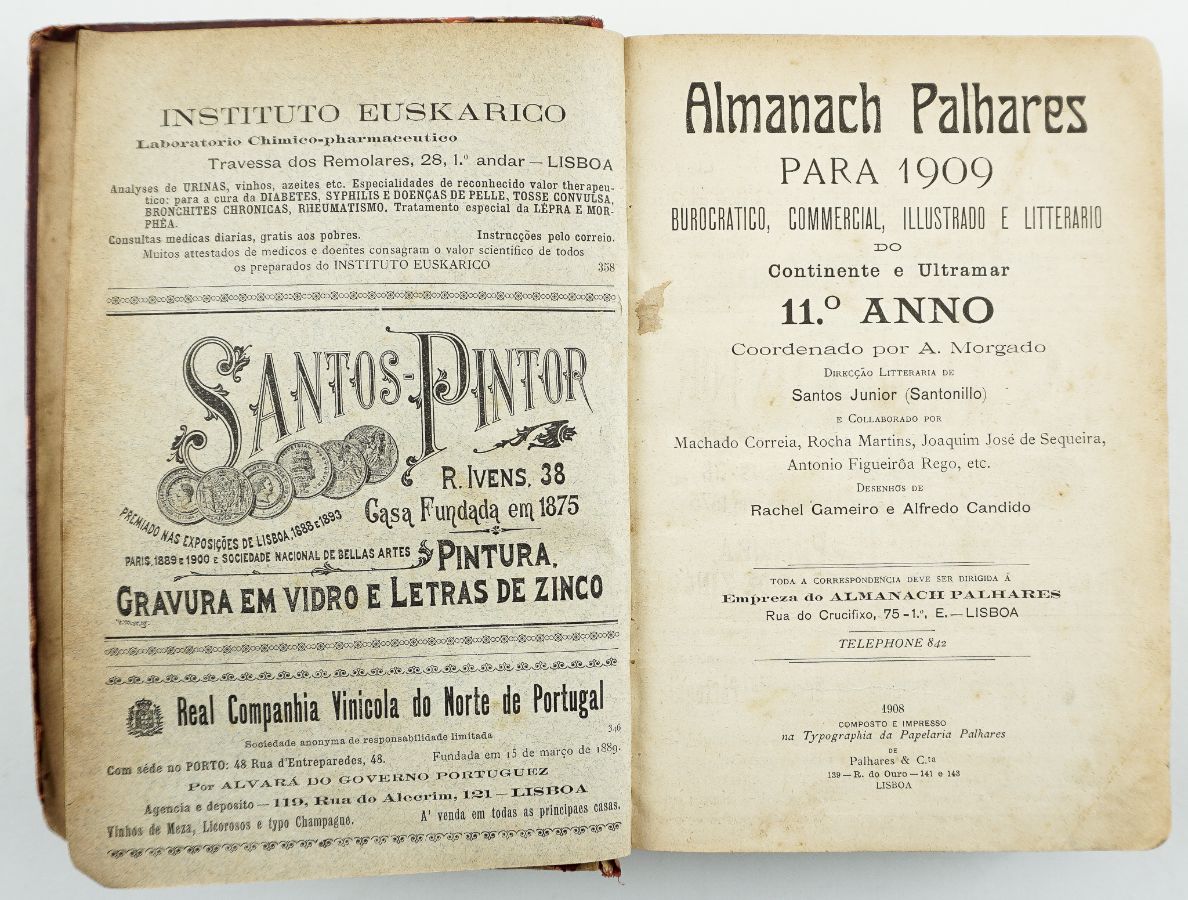 INSTITUTO EUSKARICO
Laboratorio Chimico-pharmaceutico
Travessa dos Remolares, 28, 1.º andar — LISBOA
Analyses de URINAS, vinhos, azeites etc. Especialidades de reconhecido valor therapeu-
tico: para a cura da DIABETES, SYPHILIS E DOENÇAS DE PELLE, TOSSE CONVULSA,
BRONCHITES CHRONICAS, RHEUMATISMO. Tratamento especial da LÉPRA E MOR-
PHÊA.
Consultas medicas diarias, gratis aos pobres. Instrucções pelo correio.
Muitos attestados de medicos e doentes consagram o valor scientifico de todos
os preparados do INSTITUTO EUSKARICO 358
SANTOS-PINTOR
R. IVENS, 38
Casa Fundada em 1875
PREMIADO NAS EXPOSIÇÕES DE LISBOA, 1888 E 1893
PARIS, 1889 E 1900 E SOCIEDADE NACIONAL DE BELLAS ARTES
PINTURA,
GRAVURA EM VIDRO E LETRAS DE ZINCO
Real Companhia Vinicola do Norte de Portugal
Sociedade anonyma de responsabilidade limitada 346
Com séde no PORTO: 48 Rua d'Entreparedes, 48. Fundada em 15 de março de 1889.
Por ALVARÁ DO GOVERNO PORTUGUEZ
Agencia e deposito — 119, Rua do Alecrim, 121 — LISBOA
Vinhos de Meza, Licorosos e typo Champagne. A' venda em todas as principaes casas.
Almanach Palhares
PARA 1909
BUROCRATICO, COMMERCIAL, ILLUSTRADO E LITTERARIO
DO
Continente e Ultramar
11.º ANNO
Coordenado por A. Morgado
DIRECÇÃO LITTERARIA DE
Santos Junior (Santonillo)
E COLLABORADO POR
Machado Correia, Rocha Martins, Joaquim José de Sequeira,
Antonio Figueirôa Rego, etc.
DESENHOS DE
Rachel Gameiro e Alfredo Candido
TODA A CORRESPONDENCIA DEVE SER DIRIGIDA Á
Empreza do ALMANACH PALHARES
Rua do Crucifixo, 75-1.º, E.—LISBOA
TELEPHONE 842
1908
COMPOSTO E IMPRESSO
na Typographia da Papelaria Palhares
DE
Palhares & C.ta
139 — R. do Ouro — 141 e 143
LISBOA